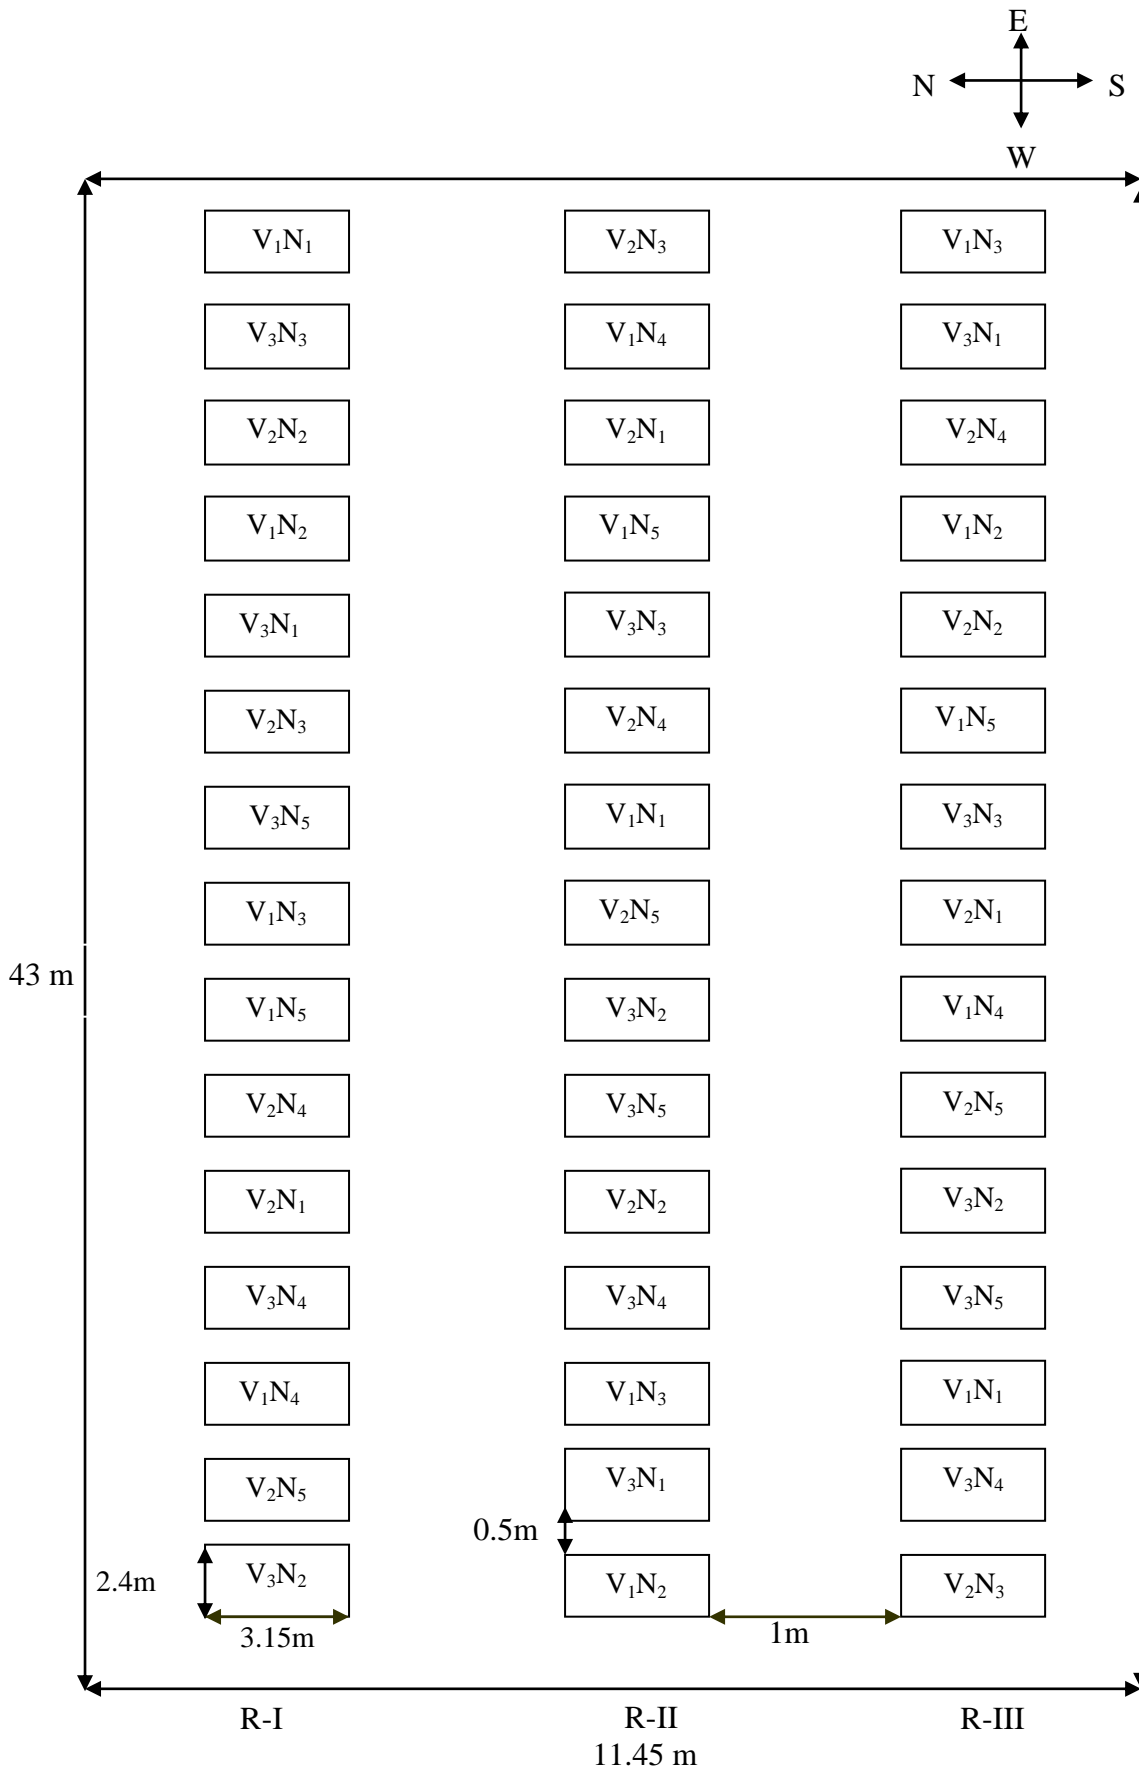 E
N S
W
V₁N₁ V₂N₃ V₁N₃
V₃N₃ V₁N₄ V₃N₁
V₂N₂ V₂N₁ V₂N₄
V₁N₂ V₁N₅ V₁N₂
V₃N₁ V₃N₃ V₂N₂
V₂N₃ V₂N₄ V₁N₅
V₃N₅ V₁N₁ V₃N₃
V₁N₃ V₂N₅ V₂N₁
43 m
V₁N₅ V₃N₂ V₁N₄
V₂N₄ V₃N₅ V₂N₅
V₂N₁ V₂N₂ V₃N₂
V₃N₄ V₃N₄ V₃N₅
V₁N₄ V₁N₃ V₁N₁
V₂N₅ V₃N₁ V₃N₄
0.5m
2.4m V₃N₂ V₁N₂ V₂N₃
3.15m 1m
R-I R-II R-III
11.45 m